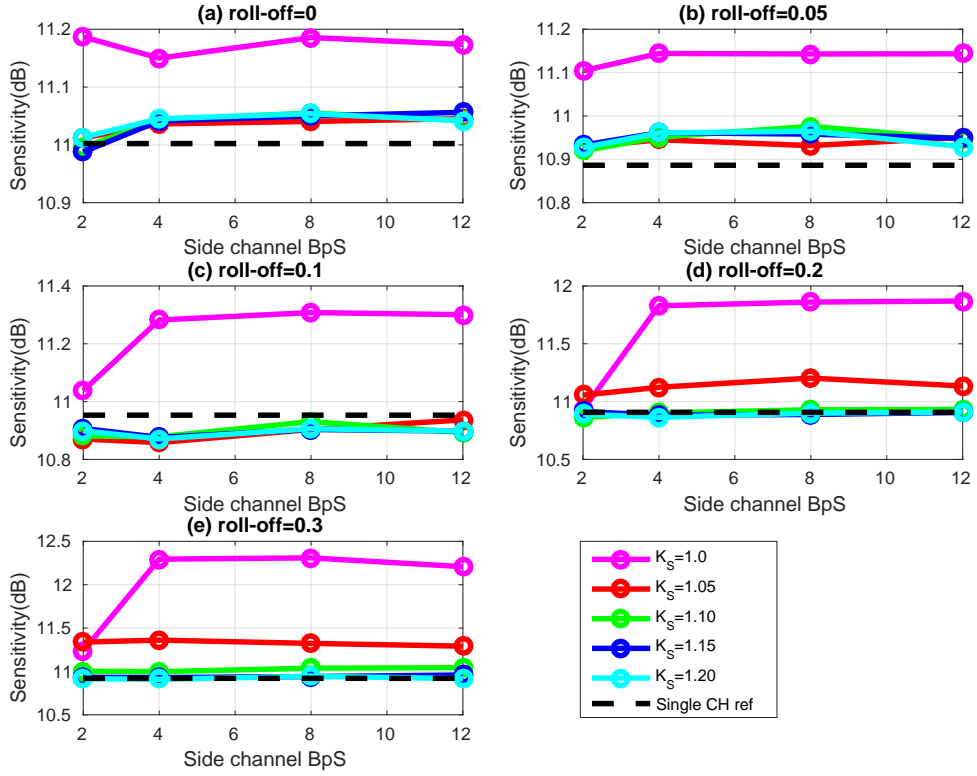 (a) roll-off=0
Sensitivity(dB)
11.2
11.1
11
10.9
2 4 6 8 10 12
Side channel BpS
(b) roll-off=0.05
Sensitivity(dB)
11.2
11.1
11
10.9
10.8
2 4 6 8 10 12
Side channel BpS
(c) roll-off=0.1
Sensitivity(dB)
11.4
11.2
11
10.8
2 4 6 8 10 12
Side channel BpS
(d) roll-off=0.2
Sensitivity(dB)
12
11.5
11
10.5
2 4 6 8 10 12
Side channel BpS
(e) roll-off=0.3
Sensitivity(dB)
12.5
12
11.5
11
10.5
2 4 6 8 10 12
Side channel BpS
K_S=1.0
K_S=1.05
K_S=1.10
K_S=1.15
K_S=1.20
Single CH ref